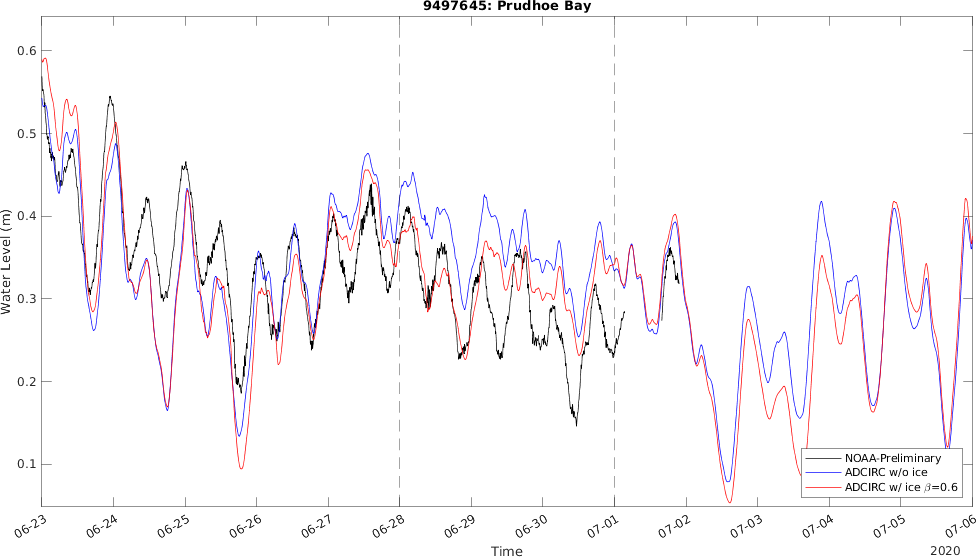 9497645: Prudhoe Bay
Water Level (m)
0.6
0.5
0.4
0.3
0.2
0.1
NOAA-Preliminary
ADCIRC w/o ice
ADCIRC w/ ice β=0.6
06-23 06-24 06-25 06-26 06-27 06-28 06-29 06-30 07-01 07-02 07-03 07-04 07-05 07-06
Time
2020